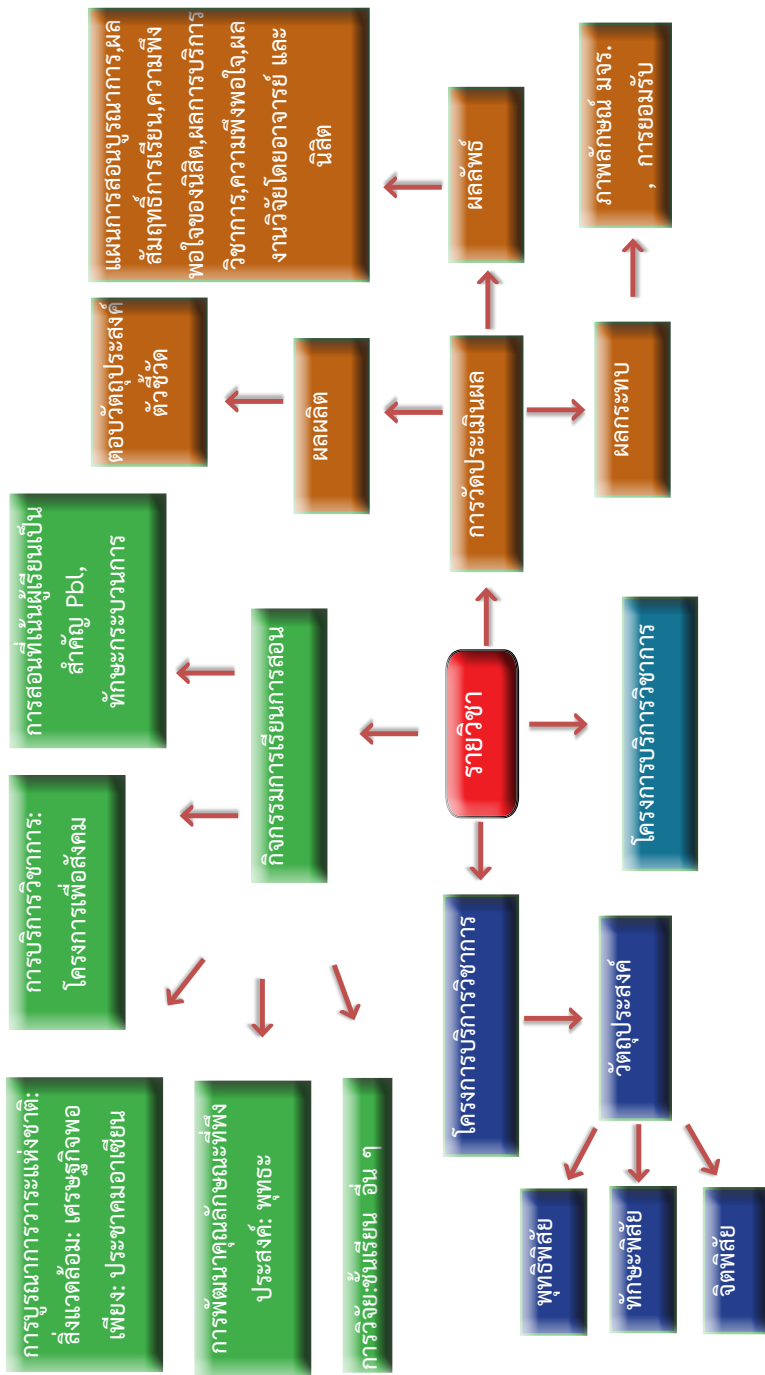 การบูรณาการวาระแห่งชาติ:
สิ่งแวดล้อม: เศรษฐกิจพอ
เพียง: ประชาคมอาเซียน
การบริการวิชาการ:
โครงการเพื่อสังคม
การสอนที่เน้นผู้เรียนเป็น
สำคัญ Pbl,
ทักษะกระบวนการ
การพัฒนาคุณลักษณะที่พึง
ประสงค์: พุทธะ
การวิจัย:ชั้นเรียน อื่น ๆ
กิจกรรมการเรียนการสอน
ตอบวัตถุประสงค์
ตัวชี้วัด
แผนการสอนบูรณาการ,ผล
สัมฤทธิ์การเรียน,ความพึง
พอใจของนิสิต,ผลการบริการ
วิชาการ,ความพึงพอใจ,ผล
งานวิจัยโดยอาจารย์ และ
นิสิต
ผลผลิต
ผลลัพธ์
โครงการบริการวิชาการ
รายวิชา
การวัดประเมินผล
วัตถุประสงค์
โครงการบริการวิชาการ
ผลกระทบ
ภาพลักษณ์ มจร.
, การยอมรับ
พุทธิพิสัย
ทักษะพิสัย
จิตพิสัย